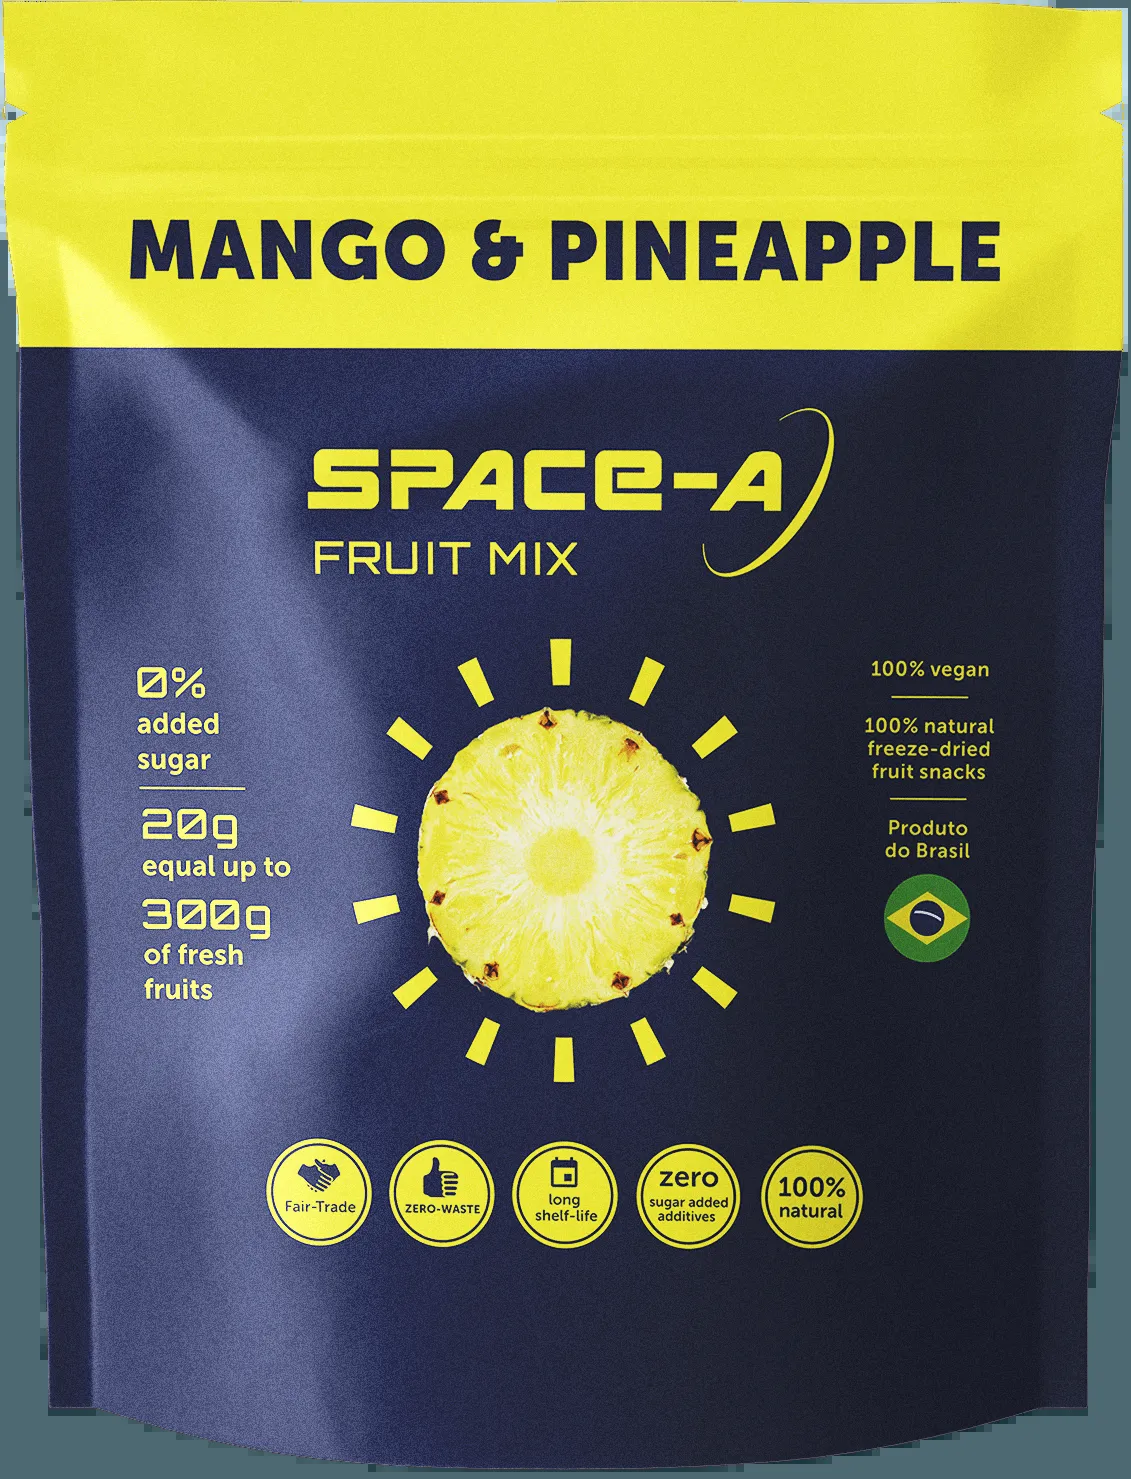 MANGO & PINEAPPLE
SPACE-A
FRUIT MIX
0%
added
sugar
20g
equal up to
300g
of fresh
fruits
100% vegan
100% natural
freeze-dried
fruit snacks
Produto
do Brasil
Fair-Trade
ZERO-WASTE
long
shelf-life
zero
sugar added
additives
100%
natural